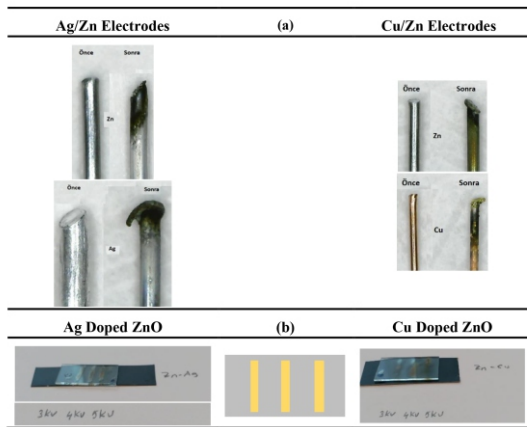 Ag/Zn Electrodes (a) Cu/Zn Electrodes
Önce Sonra
Zn
Önce Sonra
Ag
Önce Sonra
Zn
Önce Sonra
Cu
Ag Doped ZnO (b) Cu Doped ZnO
Zn-Ag
3kV 4kV 5kV
Zn-Cu
3kV 4kV 5kV